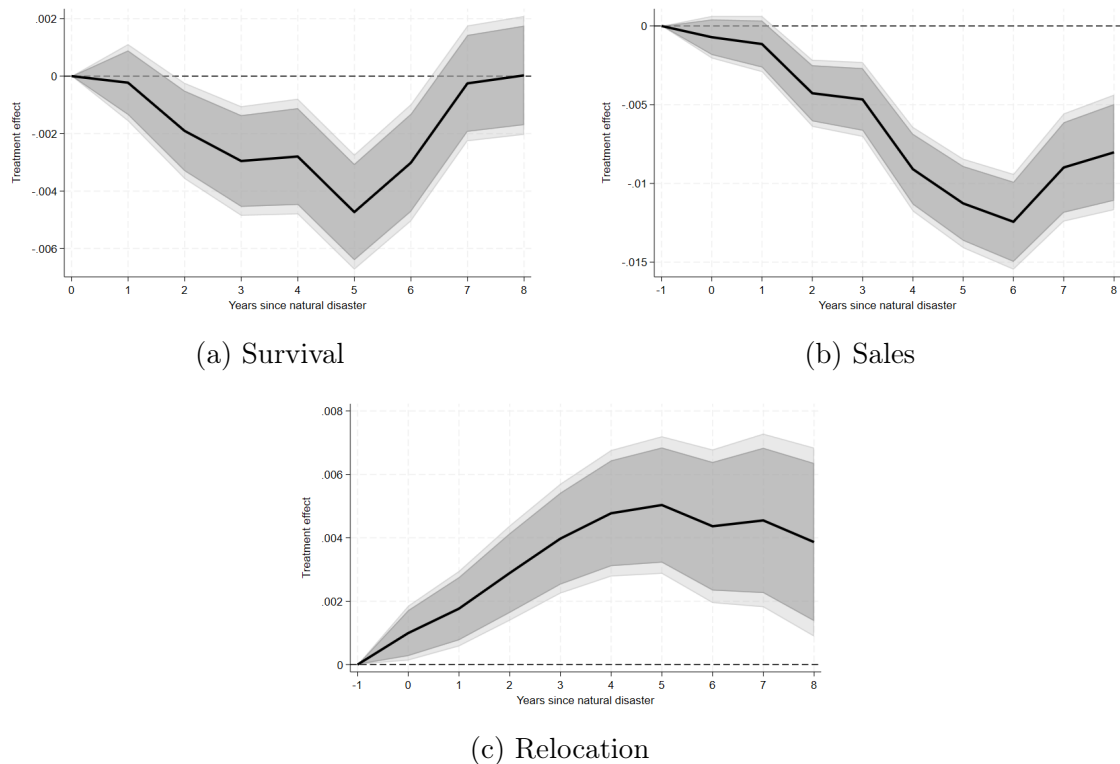 .002
0
-.002
-.004
-.006
Treatment effect
0 1 2 3 4 5 6 7 8
Years since natural disaster
(a) Survival
0
-.005
-.01
-.015
Treatment effect
-1 0 1 2 3 4 5 6 7 8
Years since natural disaster
(b) Sales
.008
.006
.004
.002
0
Treatment effect
-1 0 1 2 3 4 5 6 7 8
Years since natural disaster
(c) Relocation